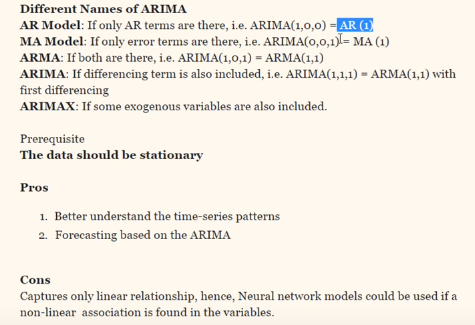 Different Names of ARIMA
AR Model: If only AR terms are there, i.e. ARIMA(1,0,0) = AR (1)
MA Model: If only error terms are there, i.e. ARIMA(0,0,1) = MA (1)
ARMA: If both are there, i.e. ARIMA(1,0,1) = ARMA(1,1)
ARIMA: If differencing term is also included, i.e. ARIMA(1,1,1) = ARMA(1,1) with
first differencing
ARIMAX: If some exogenous variables are also included.
Prerequisite
The data should be stationary
Pros
1. Better understand the time-series patterns
2. Forecasting based on the ARIMA
Cons
Captures only linear relationship, hence, Neural network models could be used if a
non-linear association is found in the variables.